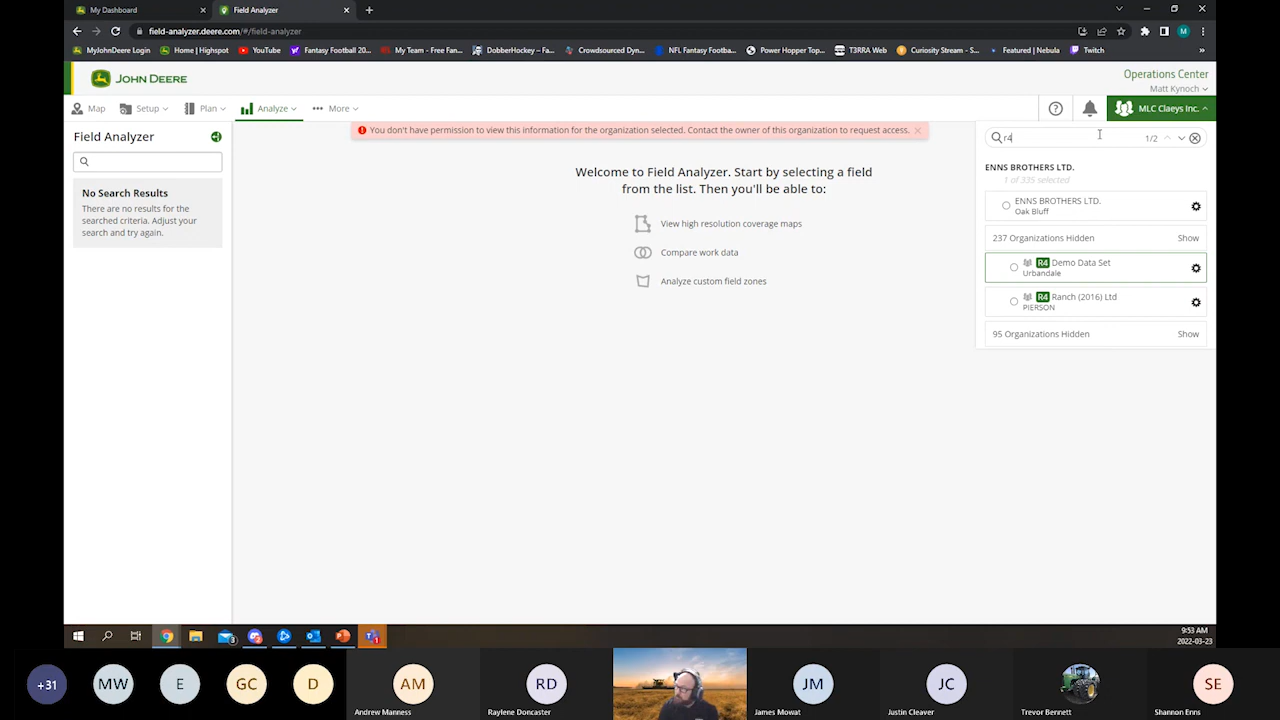 My Dashboard
Field Analyzer
field-analyzer.deere.com/#/field-analyzer
MyJohnDeere Login
Home | Highspot
YouTube
Fantasy Football 20...
My Team - Free Fan...
DobberHockey – Fa...
Crowdsourced Dyn...
NFL Fantasy Footba...
Power Hopper Top...
T3RRA Web
Curiosity Stream - S...
Featured | Nebula
Twitch
JOHN DEERE
Operations Center
Matt Kynoch
Map
Setup
Plan
Analyze
More
MLC Claeys Inc.
Field Analyzer
No Search Results
There are no results for the
searched criteria. Adjust your
search and try again.
You don't have permission to view this information for the organization selected. Contact the owner of this organization to request access.
Welcome to Field Analyzer. Start by selecting a field
from the list. Then you'll be able to:
View high resolution coverage maps
Compare work data
Analyze custom field zones
r4
1/2
ENNS BROTHERS LTD.
1 of 335 selected
ENNS BROTHERS LTD.
Oak Bluff
237 Organizations Hidden
Show
R4 Demo Data Set
Urbandale
R4 Ranch (2016) Ltd
PIERSON
95 Organizations Hidden
Show
9:53 AM
2022-03-23
+31
MW
E
GC
D
AM
Andrew Manness
RD
Raylene Doncaster
JM
James Mowat
JC
Justin Cleaver
Trevor Bennett
SE
Shannon Enns